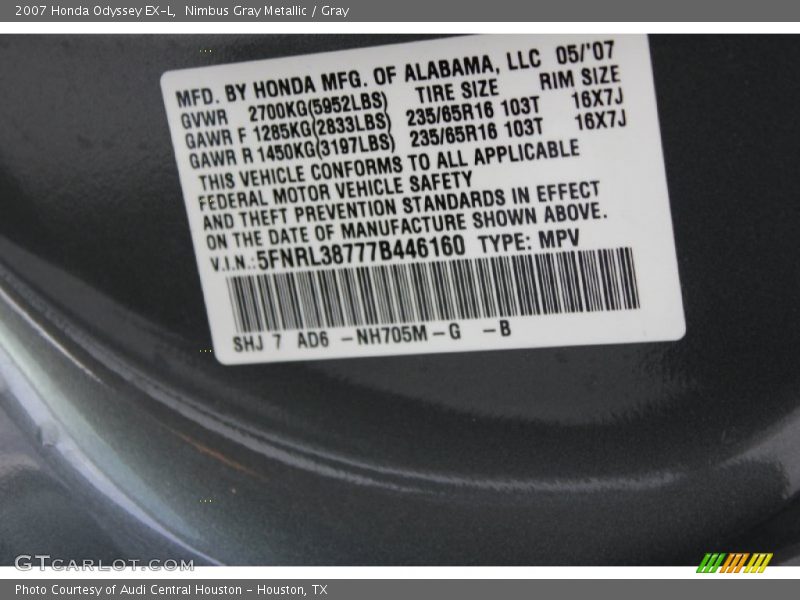 2007 Honda Odyssey EX-L, Nimbus Gray Metallic / Gray
MFD. BY HONDA MFG. OF ALABAMA, LLC 05/'07
GVWR 2700KG(5952LBS) TIRE SIZE RIM SIZE
GAWR F 1285KG(2833LBS) 235/65R16 103T 16X7J
GAWR R 1450KG(3197LBS) 235/65R16 103T 16X7J
THIS VEHICLE CONFORMS TO ALL APPLICABLE
FEDERAL MOTOR VEHICLE SAFETY
AND THEFT PREVENTION STANDARDS IN EFFECT
ON THE DATE OF MANUFACTURE SHOWN ABOVE.
V.I.N.:5FNRL38777B446160 TYPE: MPV
SHJ 7 AD6 -NH705M-G -B
GTCARLOT.COM
Photo Courtesy of Audi Central Houston - Houston, TX